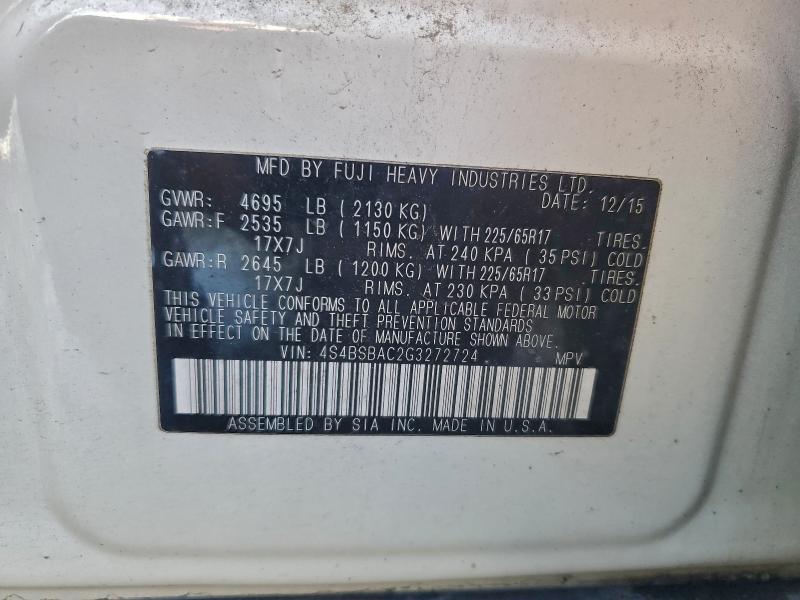 MFD BY FUJI HEAVY INDUSTRIES LTD.
DATE: 12/15
GVWR: 4695 LB ( 2130 KG)
GAWR:F 2535 LB ( 1150 KG) WITH 225/65R17 TIRES.
17X7J RIMS. AT 240 KPA ( 35 PSI) COLD
GAWR:R 2645 LB ( 1200 KG) WITH 225/65R17 TIRES.
17X7J RIMS. AT 230 KPA ( 33 PSI) COLD
THIS VEHICLE CONFORMS TO ALL APPLICABLE FEDERAL MOTOR
VEHICLE SAFETY AND THEFT PREVENTION STANDARDS
IN EFFECT ON THE DATE OF MANUFACTURE SHOWN ABOVE.
VIN: 4S4BSBAC2G3272724 MPV
ASSEMBLED BY SIA INC. MADE IN U.S.A.